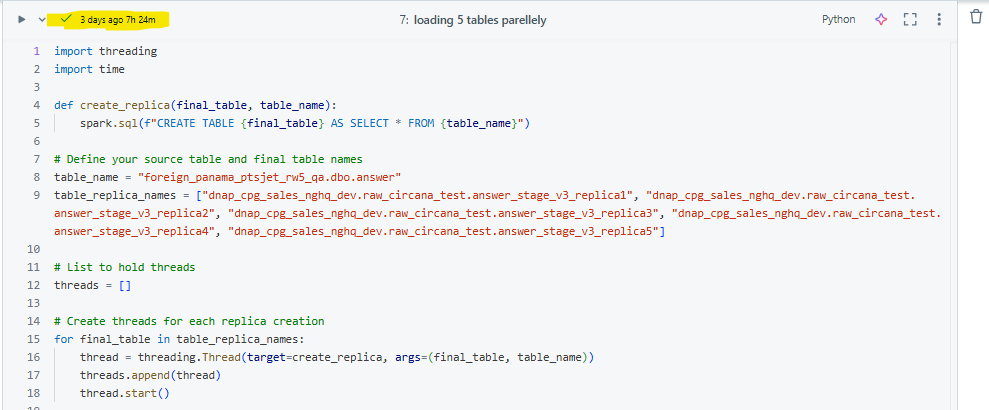 3 days ago 7h 24m
7: loading 5 tables parellely
Python
1 import threading
2 import time
3
4 def create_replica(final_table, table_name):
5     spark.sql(f"CREATE TABLE {final_table} AS SELECT * FROM {table_name}")
6
7 # Define your source table and final table names
8 table_name = "foreign_panama_ptsjet_rw5_qa.dbo.answer"
9 table_replica_names = ["dnap_cpg_sales_nghq_dev.raw_circana_test.answer_stage_v3_replica1", "dnap_cpg_sales_nghq_dev.raw_circana_test.
answer_stage_v3_replica2", "dnap_cpg_sales_nghq_dev.raw_circana_test.answer_stage_v3_replica3", "dnap_cpg_sales_nghq_dev.raw_circana_test.
answer_stage_v3_replica4", "dnap_cpg_sales_nghq_dev.raw_circana_test.answer_stage_v3_replica5"]
10
11 # List to hold threads
12 threads = []
13
14 # Create threads for each replica creation
15 for final_table in table_replica_names:
16     thread = threading.Thread(target=create_replica, args=(final_table, table_name))
17     threads.append(thread)
18     thread.start()